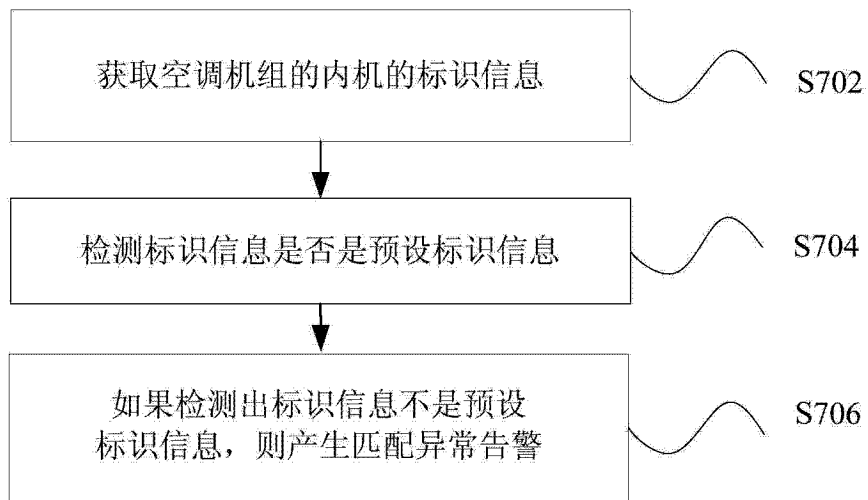 获取空调机组的内机的标识信息
S702
检测标识信息是否是预设标识信息
S704
如果检测出标识信息不是预设
标识信息，则产生匹配异常告警
S706